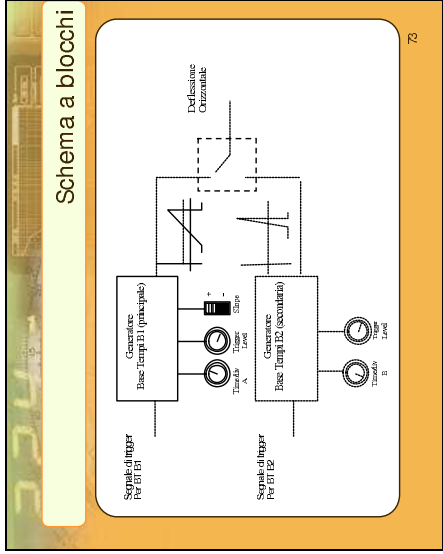 Schema a blocchi
Segnale di trigger
Per BT B1
Generatore
Base Tempi B1 (principale)
Time/div
A
Trigger
Level
Slope
+
-
Deflessione
Orizzontale
Segnale di trigger
Per BT B2
Generatore
Base Tempi B2 (secondaria)
Time/div
B
Trigger
Level
73